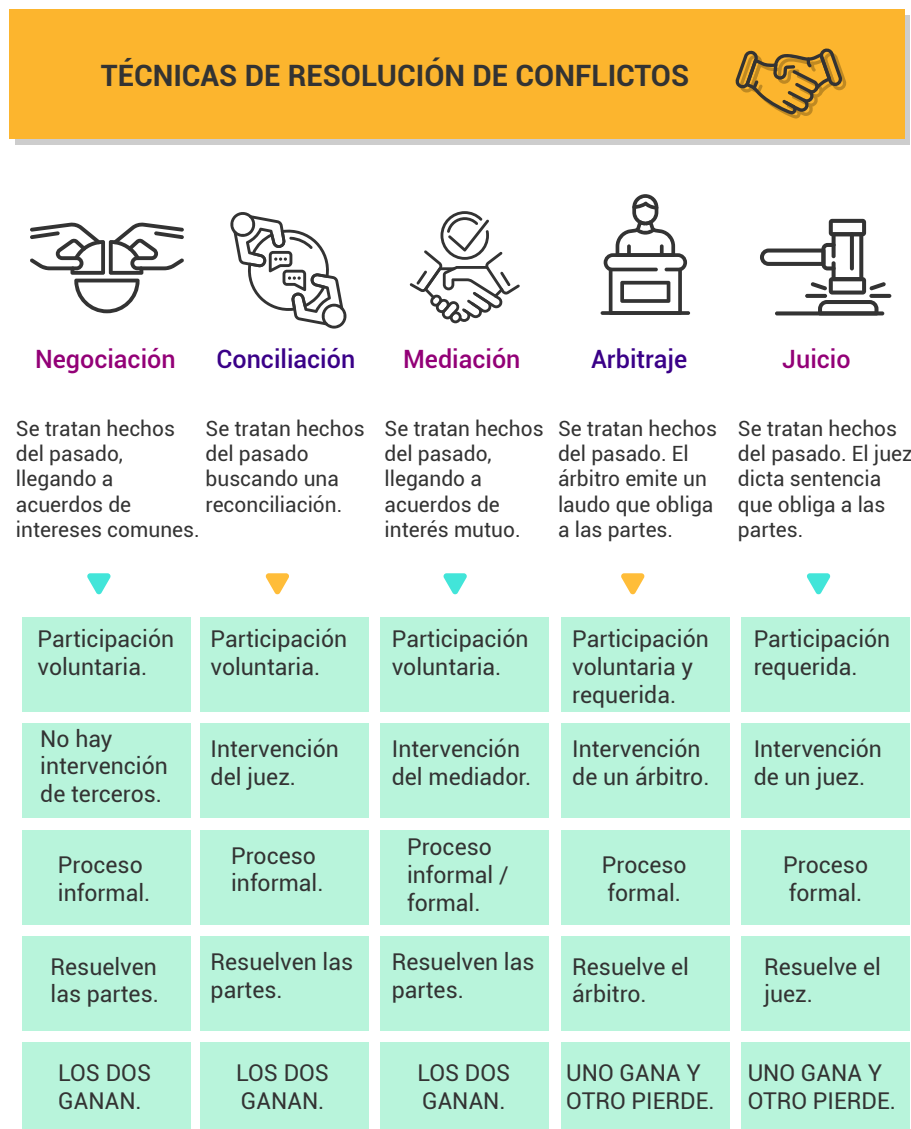 TÉCNICAS DE RESOLUCIÓN DE CONFLICTOS
Negociación
Conciliación
Mediación
Arbitraje
Juicio
Se tratan hechos
del pasado,
llegando a
acuerdos de
intereses comunes.
Se tratan hechos
del pasado
buscando una
reconciliación.
Se tratan hechos
del pasado,
llegando a
acuerdos de
interés mutuo.
Se tratan hechos
del pasado. El
árbitro emite un
laudo que obliga
a las partes.
Se tratan hechos
del pasado. El juez
dicta sentencia
que obliga a las
partes.
Participación
voluntaria.
Participación
voluntaria.
Participación
voluntaria.
Participación
voluntaria y
requerida.
Participación
requerida.
No hay
intervención
de terceros.
Intervención
del juez.
Intervención
del mediador.
Intervención
de un árbitro.
Intervención
de un juez.
Proceso
informal.
Proceso
informal.
Proceso
informal /
formal.
Proceso
formal.
Proceso
formal.
Resuelven
las partes.
Resuelven las
partes.
Resuelven las
partes.
Resuelve el
árbitro.
Resuelve el
juez.
LOS DOS
GANAN.
LOS DOS
GANAN.
LOS DOS
GANAN.
UNO GANA Y
OTRO PIERDE.
UNO GANA Y
OTRO PIERDE.